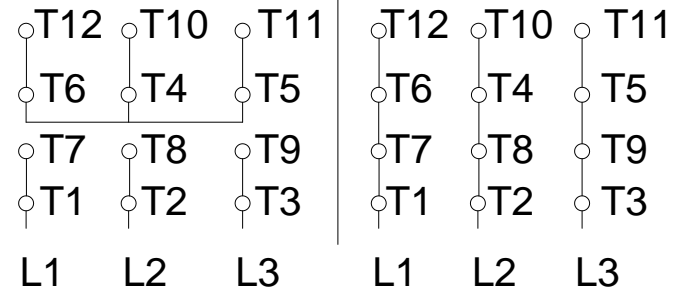 T12 T10 T11 T12 T10 T11
T6 T4 T5 T6 T4 T5
T7 T8 T9 T7 T8 T9
T1 T2 T3 T1 T2 T3
L1 L2 L3 L1 L2 L3